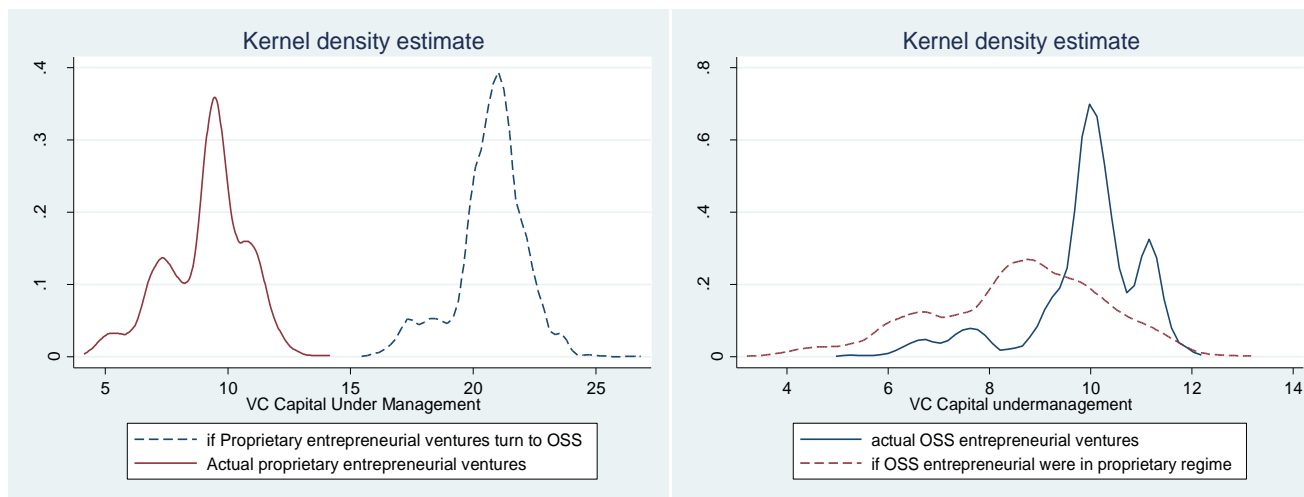 Kernel density estimate
.4
.3
.2
.1
0
5 10 15 20 25
VC Capital Under Management
if Proprietary entrepreneurial ventures turn to OSS
Actual proprietary entrepreneurial ventures
Kernel density estimate
.8
.6
.4
.2
0
4 6 8 10 12 14
VC Capital undermanagement
actual OSS entrepreneurial ventures
if OSS entrepreneurial were in proprietary regime